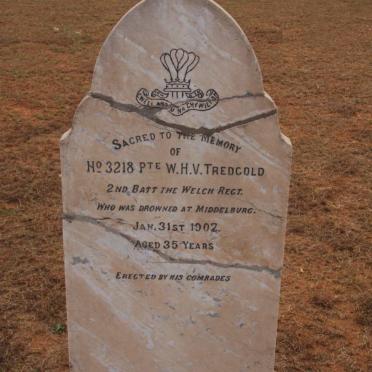 SACRED TO THE MEMORY
OF
No 3218 PTE W.H.V. TREDGOLD
2ND BATT THE WELCH REGT.
WHO WAS DROWNED AT MIDDELBURG.
JAN. 31ST 1902.
AGED 35 YEARS
ERECTED BY HIS COMRADES